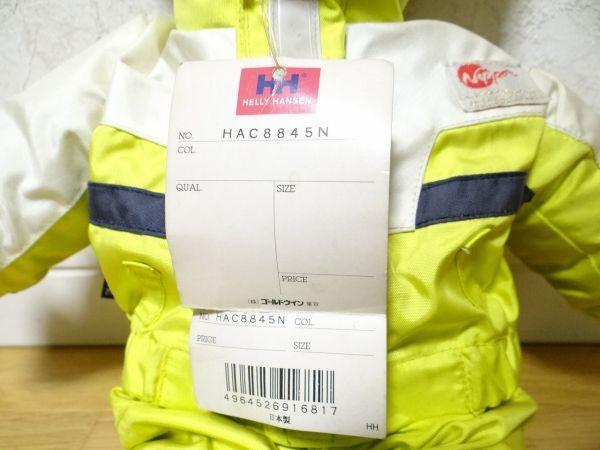 HH
HELLY HANSEN
NO. HAC8845N
COL.
QUAL. SIZE
PRICE
(株) ゴールドウイン 東京
NO. HAC8845N COL.
PRICE SIZE
4964526916817
日本製
HH